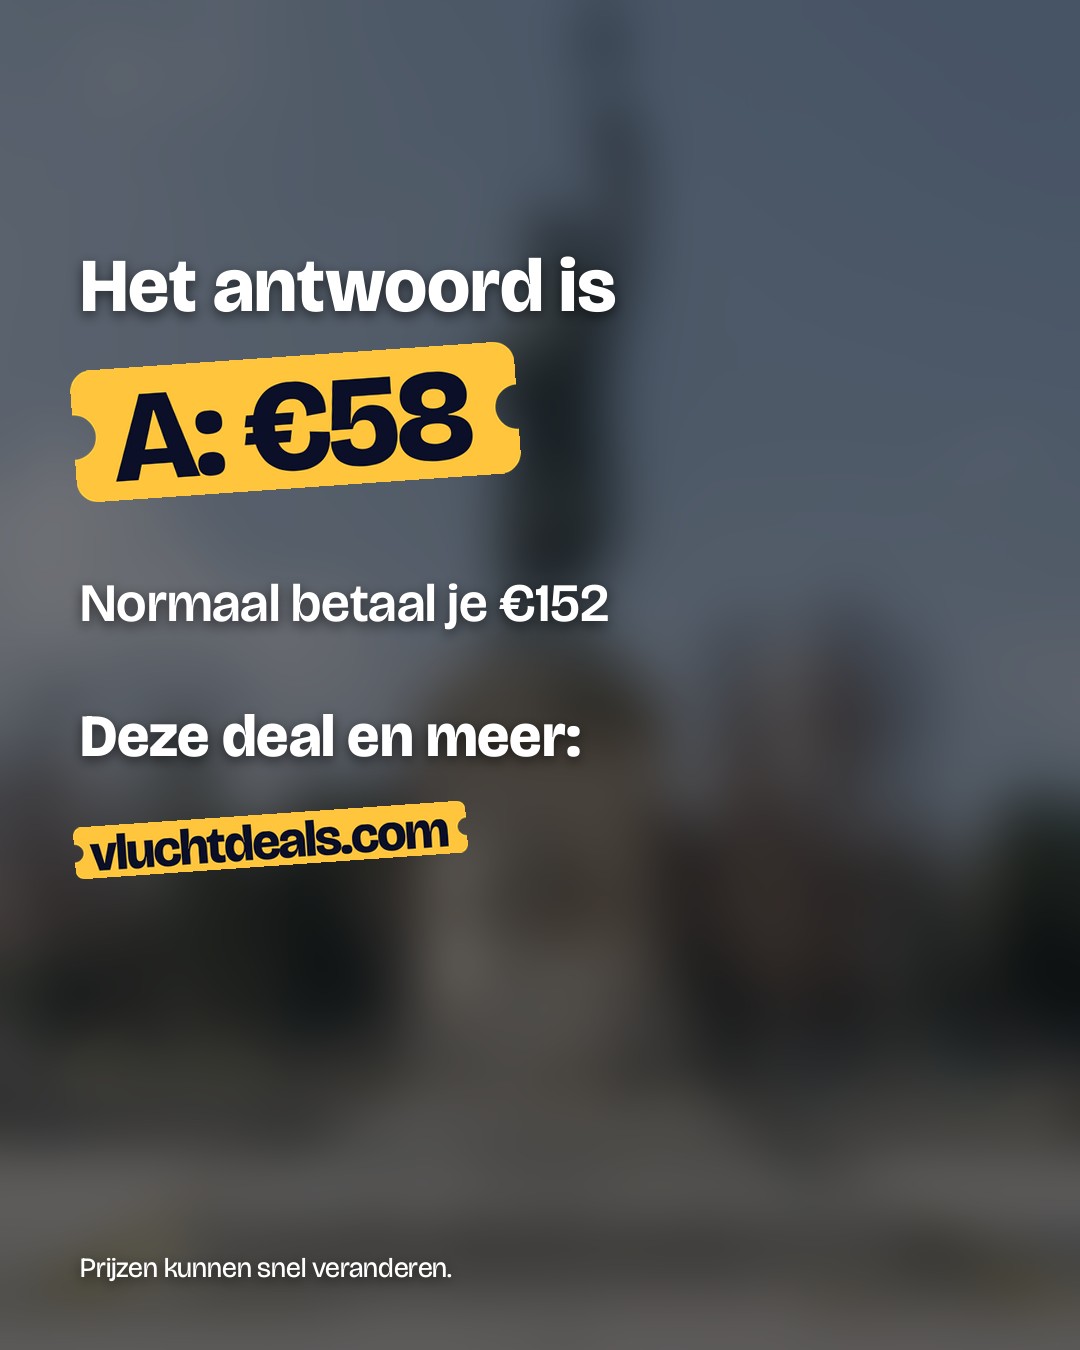 Het antwoord is
A: €58
Normaal betaal je €152
Deze deal en meer:
vluchtdeals.com
Prijzen kunnen snel veranderen.